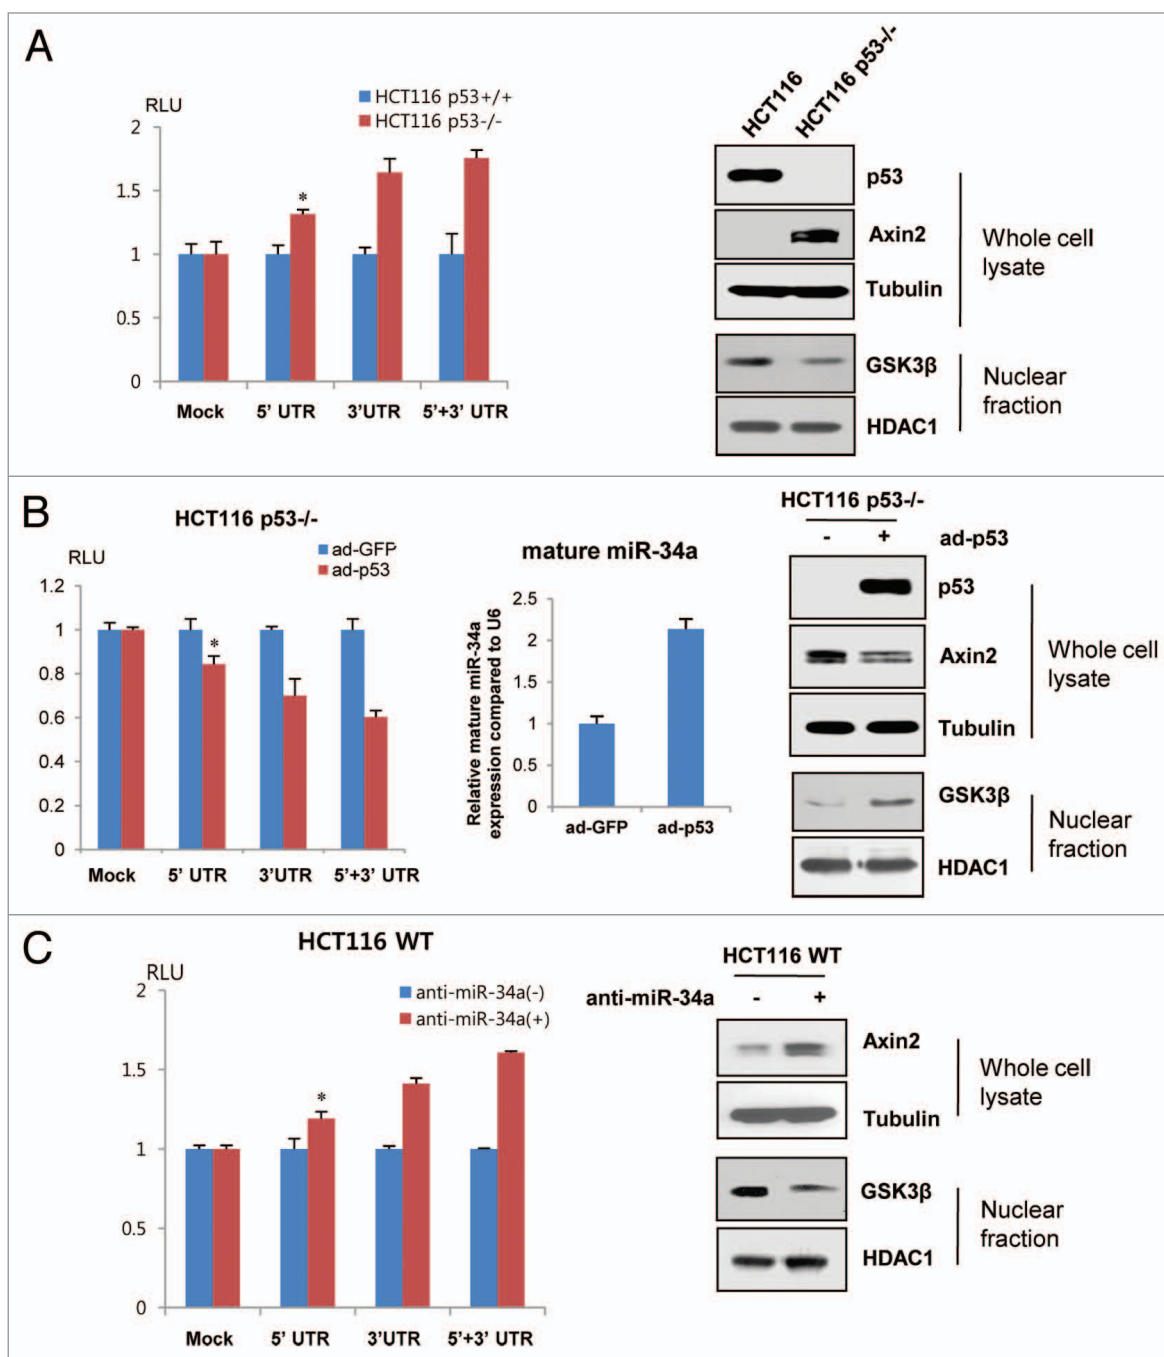 A
RLU
HCT116 p53+/+
HCT116 p53-/-
2
1.5
1
0.5
0
Mock
5' UTR
3'UTR
5'+3' UTR
HCT116
HCT116 p53-/-
p53
Axin2
Tubulin
Whole cell
lysate
GSK3β
HDAC1
Nuclear
fraction
B
HCT116 p53-/-
RLU
ad-GFP
ad-p53
1.2
1
0.8
0.6
0.4
0.2
0
*
*
Mock
5' UTR
3'UTR
5'+3' UTR
mature miR-34a
Relative mature miR-34a
expression compared to U6
2.5
2
1.5
1
0.5
0
ad-GFP
ad-p53
HCT116 p53-/-
- +
ad-p53
p53
Axin2
Tubulin
Whole cell
lysate
GSK3β
HDAC1
Nuclear
fraction
C
HCT116 WT
RLU
anti-miR-34a(-)
anti-miR-34a(+)
2
1.5
1
0.5
0
*
Mock
5' UTR
3'UTR
5'+3' UTR
HCT116 WT
anti-miR-34a - +
Axin2
Tubulin
Whole cell
lysate
GSK3β
HDAC1
Nuclear
fraction